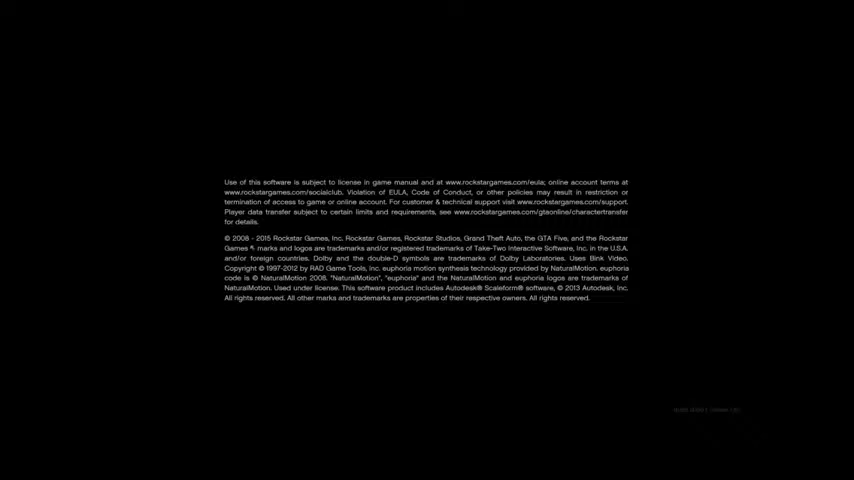 Use of this software is subject to license in game manual and at www.rockstargames.com/eula; online account terms at
www.rockstargames.com/socialclub. Violation of EULA, Code of Conduct, or other policies may result in restriction or
termination of access to game or online account. For customer & technical support visit www.rockstargames.com/support.
Player data transfer subject to certain limits and requirements, see www.rockstargames.com/gtaonline/charactertransfer
for details.
© 2008 - 2015 Rockstar Games, Inc. Rockstar Games, Rockstar Studios, Grand Theft Auto, the GTA Five, and the Rockstar
Games R* marks and logos are trademarks and/or registered trademarks of Take-Two Interactive Software, Inc. in the U.S.A.
and/or foreign countries. Dolby and the double-D symbols are trademarks of Dolby Laboratories. Uses Bink Video.
Copyright © 1997-2012 by RAD Game Tools, Inc. euphoria motion synthesis technology provided by NaturalMotion. euphoria
code is © NaturalMotion 2008. "NaturalMotion", "euphoria" and the NaturalMotion and euphoria logos are trademarks of
NaturalMotion. Used under license. This software product includes Autodesk® Scaleform® software, © 2013 Autodesk, Inc.
All rights reserved. All other marks and trademarks are properties of their respective owners. All rights reserved.